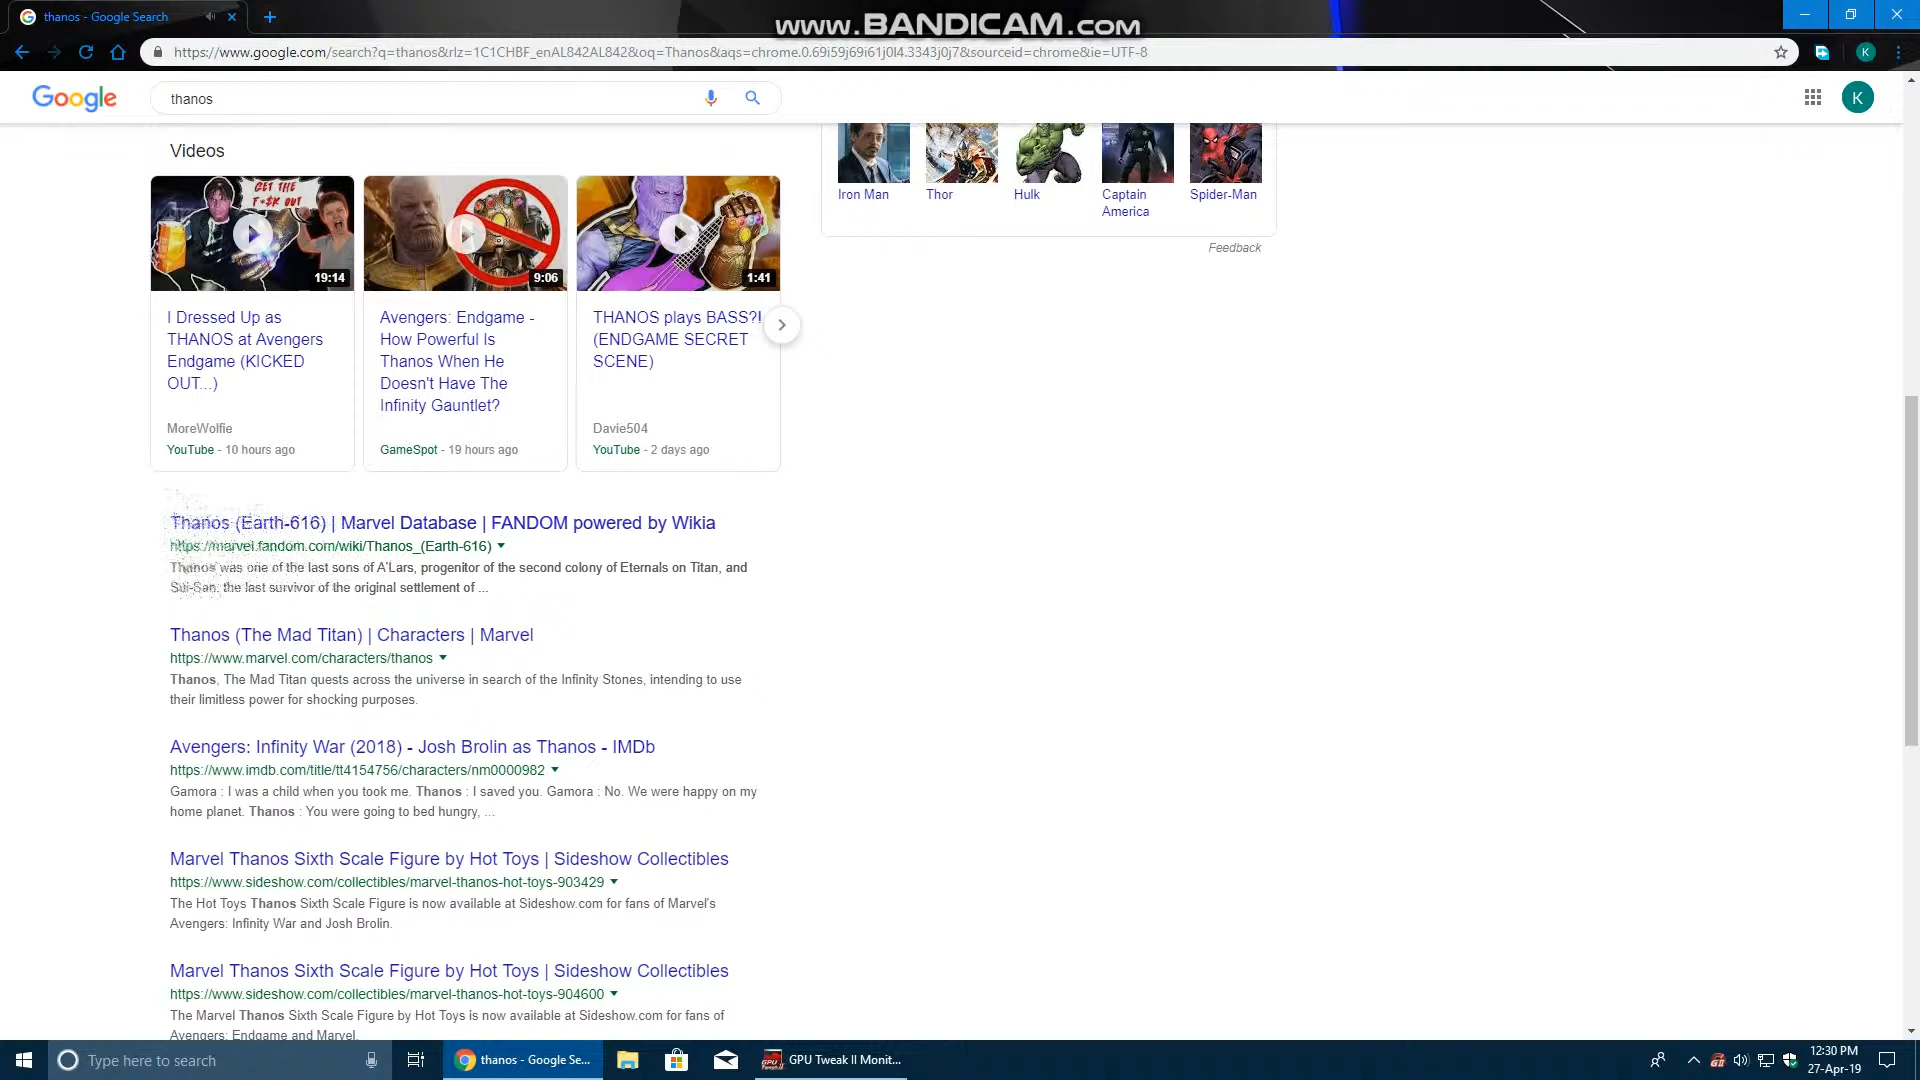 thanos - Google Search
www.BANDICAM.com
https://www.google.com/search?q=thanos&rlz=1C1CHBF_enAL842AL842&oq=Thanos&aqs=chrome.0.69i59j69i61j0l4.3343j0j7&sourceid=chrome&ie=UTF-8
K
Google
thanos
K
Videos
Iron Man
Thor
Hulk
Captain America
Spider-Man
Feedback
GET THE F*$K OUT
19:14
9:06
1:41
I Dressed Up as
THANOS at Avengers
Endgame (KICKED
OUT...)
MoreWolfie
YouTube - 10 hours ago
Avengers: Endgame -
How Powerful Is
Thanos When He
Doesn't Have The
Infinity Gauntlet?
GameSpot - 19 hours ago
THANOS plays BASS?!
(ENDGAME SECRET
SCENE)
Davie504
YouTube - 2 days ago
Thanos (Earth-616) | Marvel Database | FANDOM powered by Wikia
https://marvel.fandom.com/wiki/Thanos_(Earth-616)
Thanos was one of the last sons of A'Lars, progenitor of the second colony of Eternals on Titan, and
Sui-San: the last survivor of the original settlement of ...
Thanos (The Mad Titan) | Characters | Marvel
https://www.marvel.com/characters/thanos
Thanos, The Mad Titan quests across the universe in search of the Infinity Stones, intending to use
their limitless power for shocking purposes.
Avengers: Infinity War (2018) - Josh Brolin as Thanos - IMDb
https://www.imdb.com/title/tt4154756/characters/nm0000982
Gamora : I was a child when you took me. Thanos : I saved you. Gamora : No. We were happy on my
home planet. Thanos : You were going to bed hungry, ...
Marvel Thanos Sixth Scale Figure by Hot Toys | Sideshow Collectibles
https://www.sideshow.com/collectibles/marvel-thanos-hot-toys-903429
The Hot Toys Thanos Sixth Scale Figure is now available at Sideshow.com for fans of Marvel's
Avengers: Infinity War and Josh Brolin.
Marvel Thanos Sixth Scale Figure by Hot Toys | Sideshow Collectibles
https://www.sideshow.com/collectibles/marvel-thanos-hot-toys-904600
The Marvel Thanos Sixth Scale Figure by Hot Toys is now available at Sideshow.com for fans of
Avengers: Endgame and Marvel.
Type here to search
thanos - Google Se...
GPU Tweak II Monit...
12:30 PM
27-Apr-19